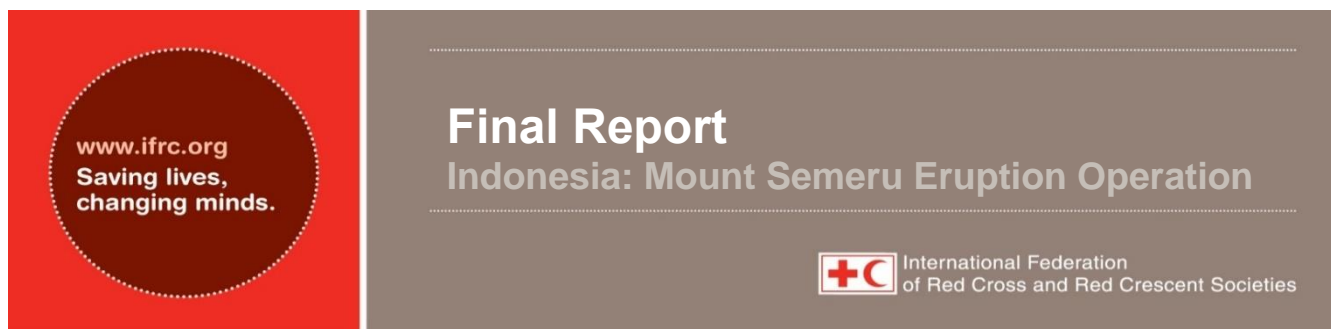 www.ifrc.org
Saving lives,
changing minds.
Final Report
Indonesia: Mount Semeru Eruption Operation
International Federation
of Red Cross and Red Crescent Societies